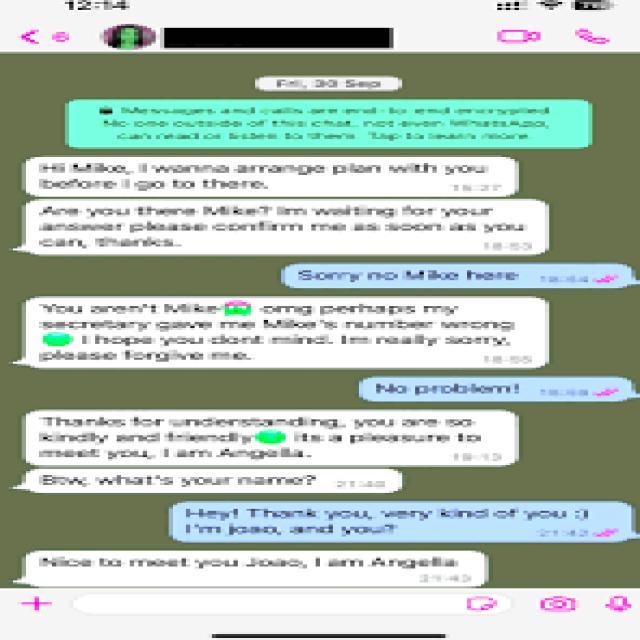 12:14
6
Fri, 30 Sep
Messages and calls are end-to-end encrypted.
No one outside of this chat, not even WhatsApp,
can read or listen to them. Tap to learn more.
Hi Mike, I wanna arrange plan with you
before I go to there.
16:27
Are you there Mike? Im waiting for your
answer please confirm me as soon as you
can, thanks.
18:53
Sorry no Mike here
18:54
You aren't Mike omg perhaps my
secretary gave me Mike's number wrong
I hope you dont mind. Im really sorry,
please forgive me.
18:55
No problem!
Thanks for understanding, you are so
kindly and friendly its a pleasure to
meet you, I am Angella.
19:13
Btw, what's your name?
21:40
Hey! Thank you, very kind of you :)
I'm joao, and you?
21:42
Nice to meet you Joao, I am Angella
21:43